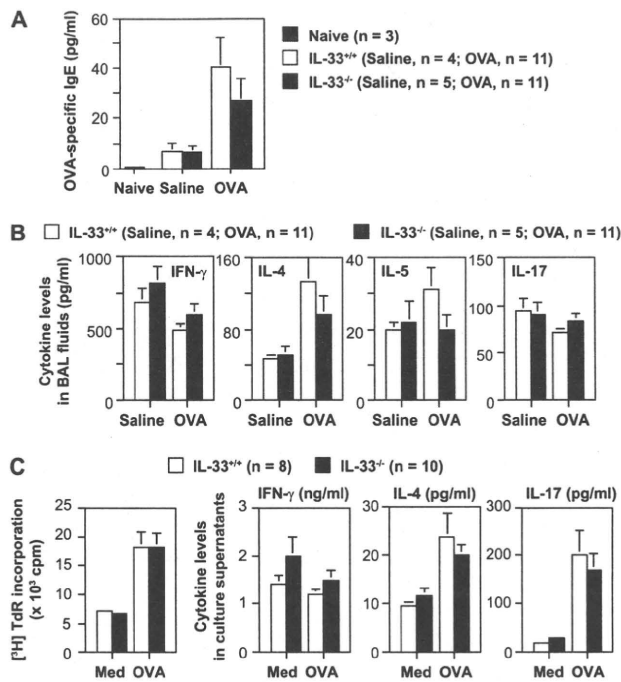 A
OVA-specific IgE (pg/ml)
60
40
20
0
Naive Saline OVA
Naive (n = 3)
IL-33+/+ (Saline, n = 4; OVA, n = 11)
IL-33-/- (Saline, n = 5; OVA, n = 11)
B
IL-33+/+ (Saline, n = 4; OVA, n = 11)
IL-33-/- (Saline, n = 5; OVA, n = 11)
Cytokine levels
in BAL fluids (pg/ml)
1000
500
0
IFN-γ
Saline OVA
160
80
0
IL-4
Saline OVA
40
20
0
IL-5
Saline OVA
150
100
50
0
IL-17
Saline OVA
C
IL-33+/+ (n = 8)
IL-33-/- (n = 10)
[³H] TdR incorporation
(x 10³ cpm)
25
20
15
10
5
0
Med OVA
Cytokine levels
in culture supernatants
IFN-γ (ng/ml)
3
2
1
0
Med OVA
IL-4 (pg/ml)
30
20
10
0
Med OVA
IL-17 (pg/ml)
300
200
100
0
Med OVA